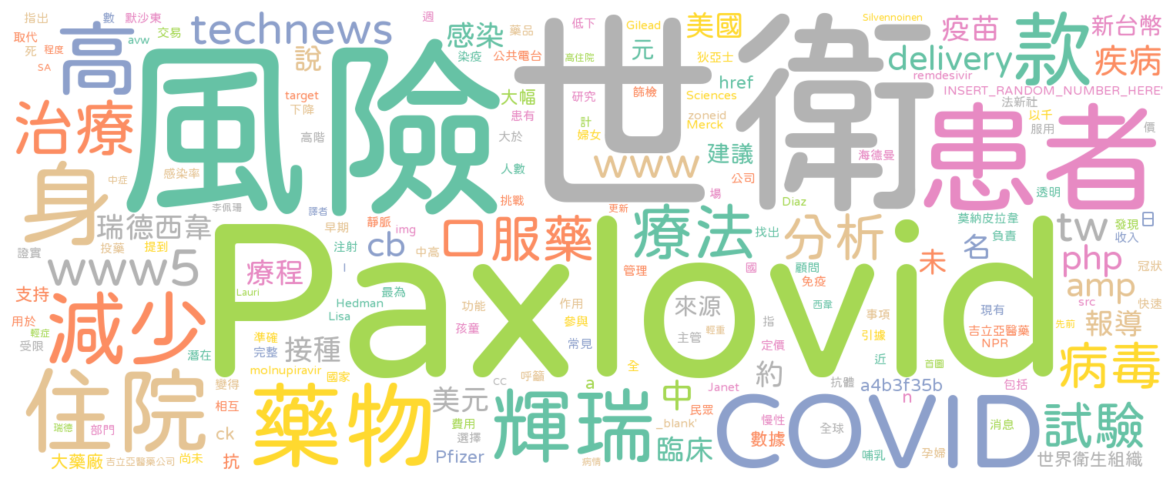 指出 取代 數 默沙東 週 低下 Gilead Silvennoinen
死 程度 avw 交易 technews 感染 藥品 美國 疫苗 新台幣
SA 高 說 染疫 公共電台 元 狄亞士 delivery 款 疾病
風險 世衛 高住院 href remdesivir
target 大幅 研究 篩檢 Sciences INSERT_RANDOM_NUMBER_HERE
治療 下降 患有 計 zoneid 法新社 以千
高階 大於 婦女 Merck 服用 價
患者 www 建議
中症 感染率 人數 海德曼
身 公司 透明
李佩珊 挑戰 場
譯者 靜脈 更新 Diaz 莫納皮拉韋 發現 日
瑞德西韋 早期 img 口服藥 療法 分析 找出 名 負責 tw 收入
證實 投藥 提到 注射 cb 中高 未
www5 療程 I 管理 國 顧問 php 冠狀
Paxlovid
支持 Lauri Hedman 最為 功能 作用 來源 免疫 amp
減少 用於 Lisa 參與 西韋 事項 現有 src 快速
輕症 準確 孩童 主管 輕重 指 引據 吉立亞醫藥 先前 報導
受限 潛在 完整 接種 常見 定價 近 NPR
molnupiravir 國家 cc 呼籲 全 約 首圖 病毒
住院 變得 a Janet 抗體 a4b3f35b 包括
相互 藥物 美元 輝瑞 中 n
瑞德 部門 費用 _blank' 民眾 慢性 COVID 消息 試驗
ck 選擇 全球
大藥廠 吉立亞醫藥公司 尚未 抗 Pfizer 病情 臨床 數據 哺乳 孕婦 世界衛生組織